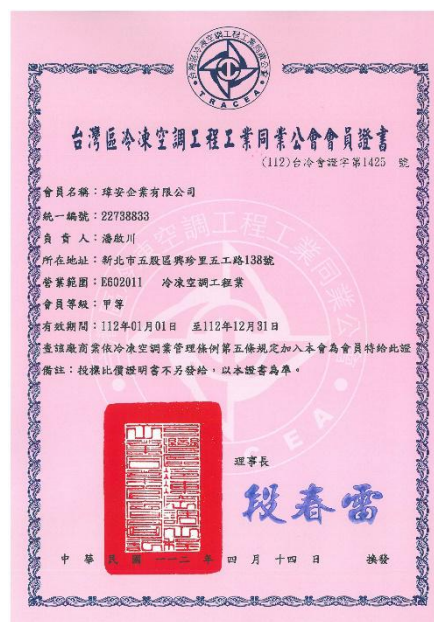 台灣區冷凍空調工程工業同業公會
TRACEA
台灣區冷凍空調工程工業同業公會會員證書
(112)台冷會證字第1425 號
會員名稱:瑋安企業有限公司
統一編號:22738833
負責人:潘啟川
所在地址:新北市五股區興珍里五工路138號
營業範圍:E602011 冷凍空調工程業
會員等級:甲等
有效期間:112年01月01日 至112年12月31日
查該廠商業依冷凍空調業管理條例第五條規定加入本會為會員特給此證
備註:投標比價證明書不另發給,以本證書為準。
理事長
段春雷
中華民國一一二年四月十四日 換發